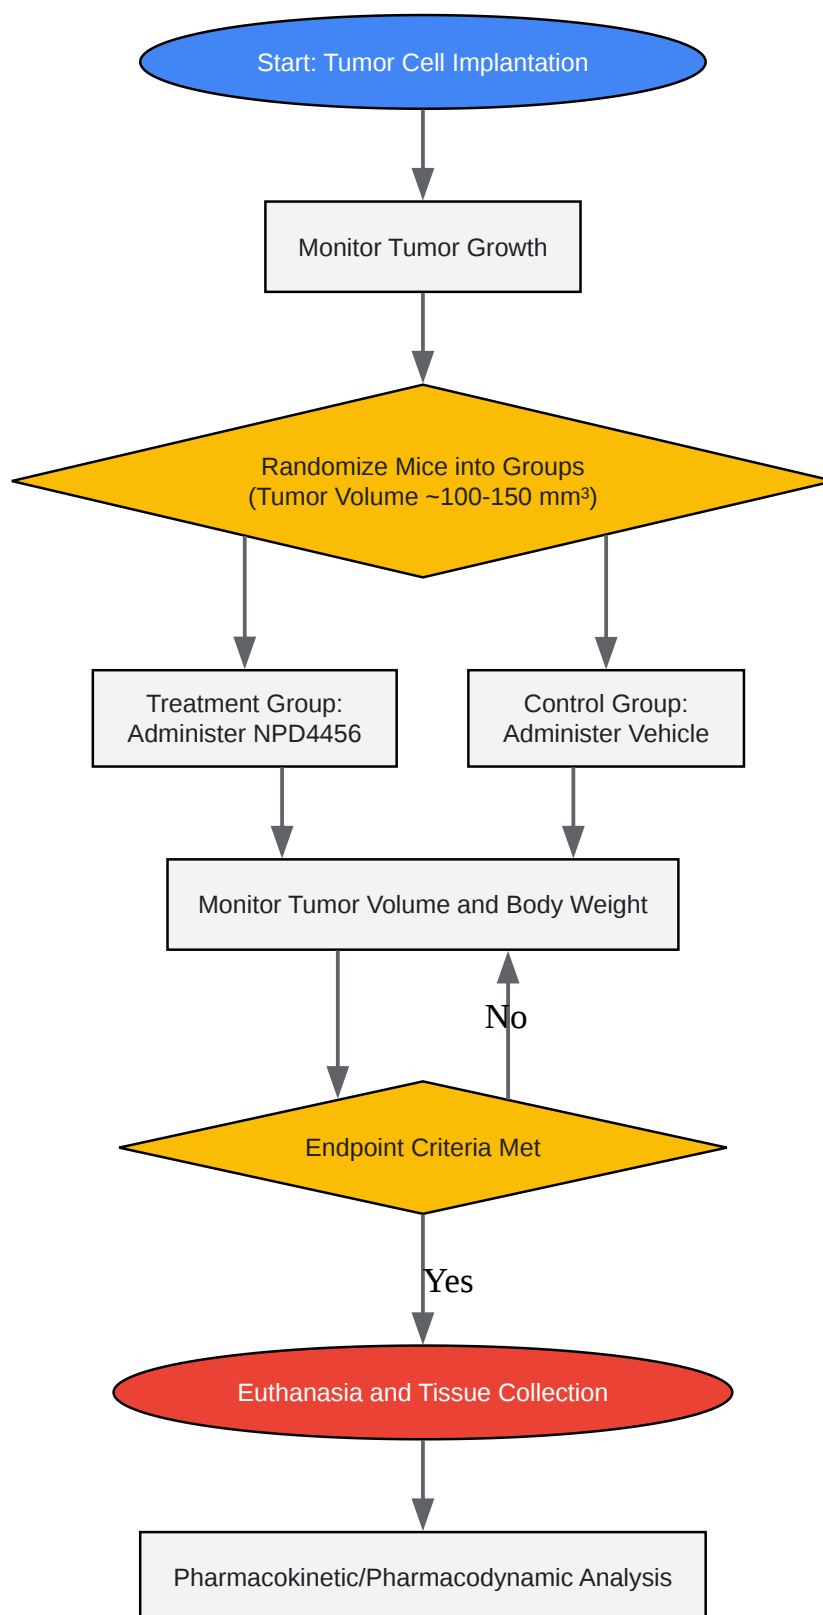 Start: Tumor Cell Implantation
Monitor Tumor Growth
Randomize Mice into Groups
(Tumor Volume ~100-150 mm³)
Treatment Group:
Administer NPD4456
Control Group:
Administer Vehicle
Monitor Tumor Volume and Body Weight
No
Endpoint Criteria Met
Yes
Euthanasia and Tissue Collection
Pharmacokinetic/Pharmacodynamic Analysis